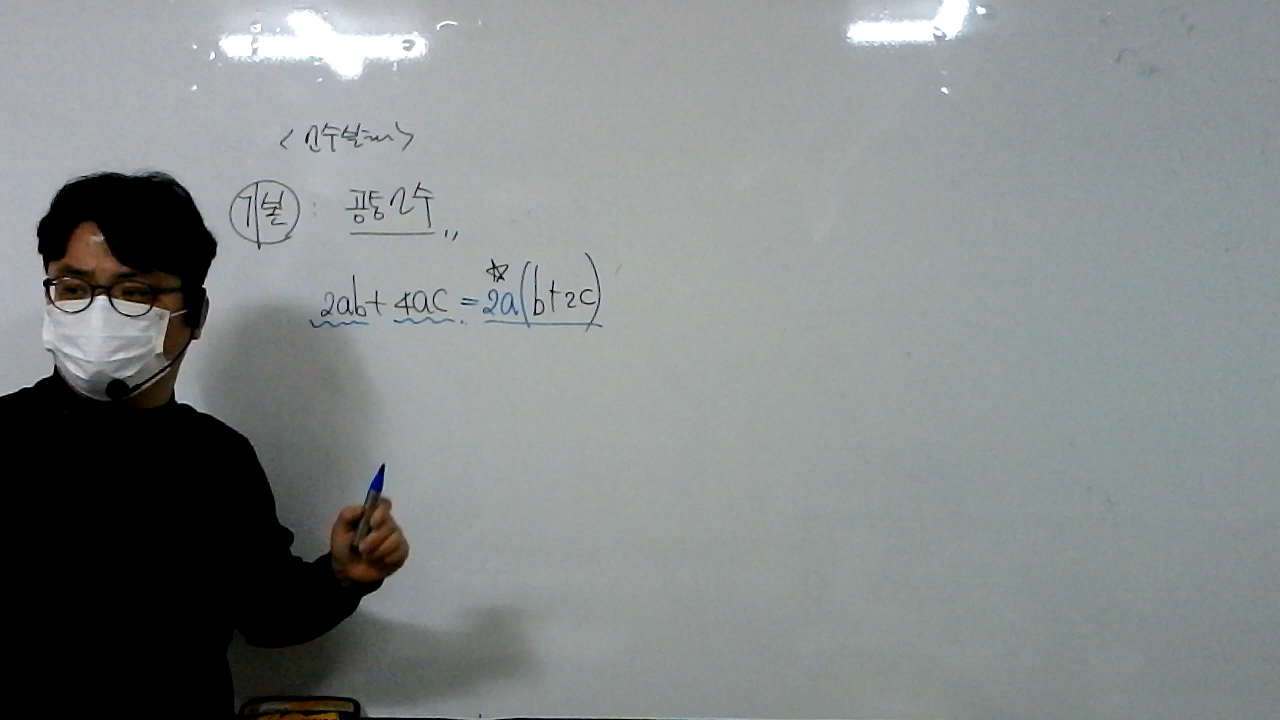 <인수분해>
기본 : 공통인수
2ab + 4ac = 2a(b+2c)